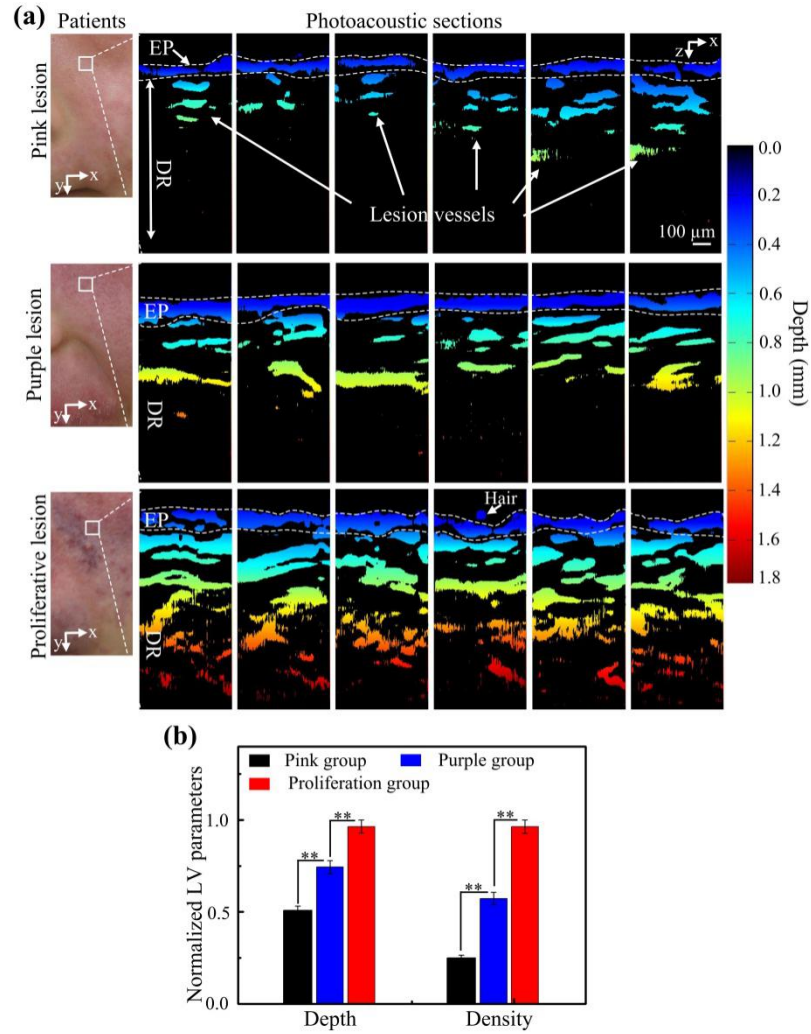 (a) Patients Photoacoustic sections
Pink lesion
y x
EP
DR
Lesion vessels
z x
100 μm
Purple lesion
y x
EP
DR
Proliferative lesion
y x
EP
DR
Hair
0.0
0.2
0.4
0.6
0.8
1.0
1.2
1.4
1.6
1.8
Depth (mm)
(b)
Pink group Purple group
Proliferation group
Normalized LV parameters
1.0
0.5
0.0
** ** ** **
Depth Density